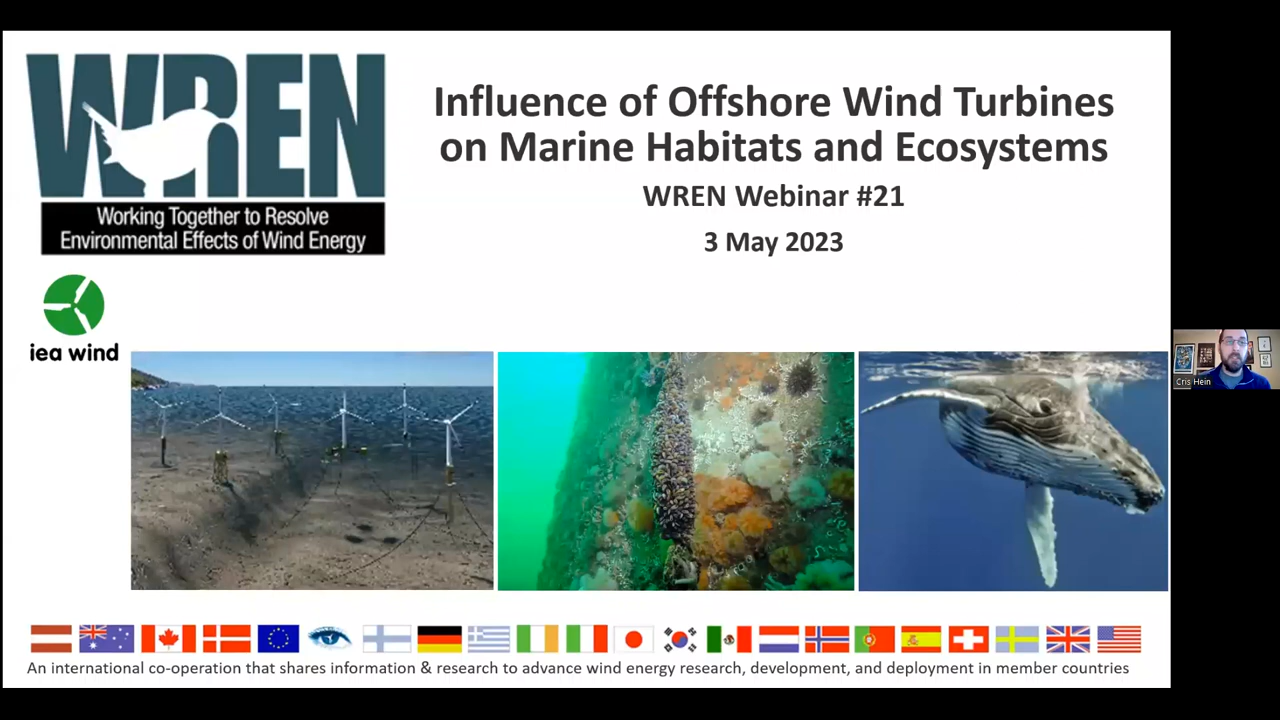 WREN
Working Together to Resolve
Environmental Effects of Wind Energy
Influence of Offshore Wind Turbines
on Marine Habitats and Ecosystems
WREN Webinar #21
3 May 2023
iea wind
Cris Hein
An international co-operation that shares information & research to advance wind energy research, development, and deployment in member countries